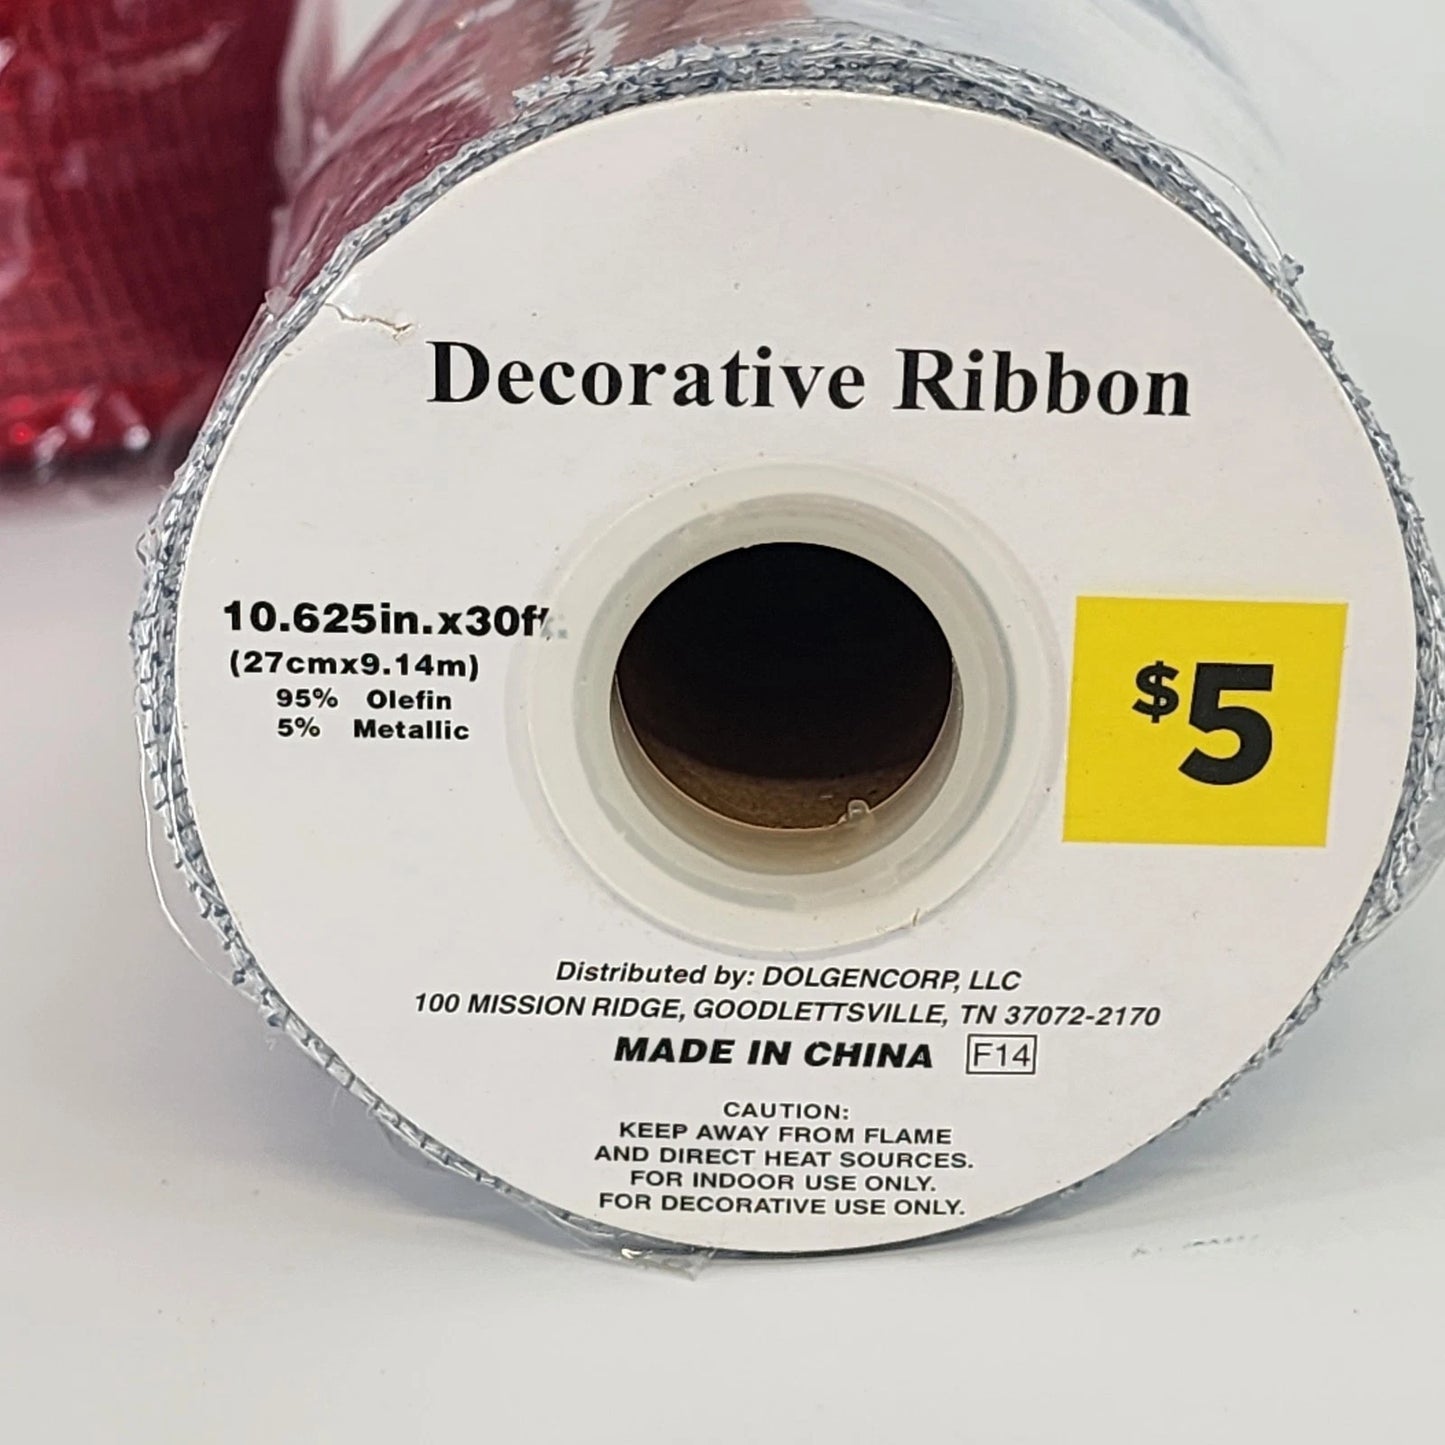 Decorative Ribbon
10.625in.x30ft.
(27cmx9.14m)
95% Olefin
5% Metallic
$5
Distributed by: DOLGENCORP, LLC
100 MISSION RIDGE, GOODLETTSVILLE, TN 37072-2170
MADE IN CHINA F14
CAUTION:
KEEP AWAY FROM FLAME
AND DIRECT HEAT SOURCES.
FOR INDOOR USE ONLY.
FOR DECORATIVE USE ONLY.